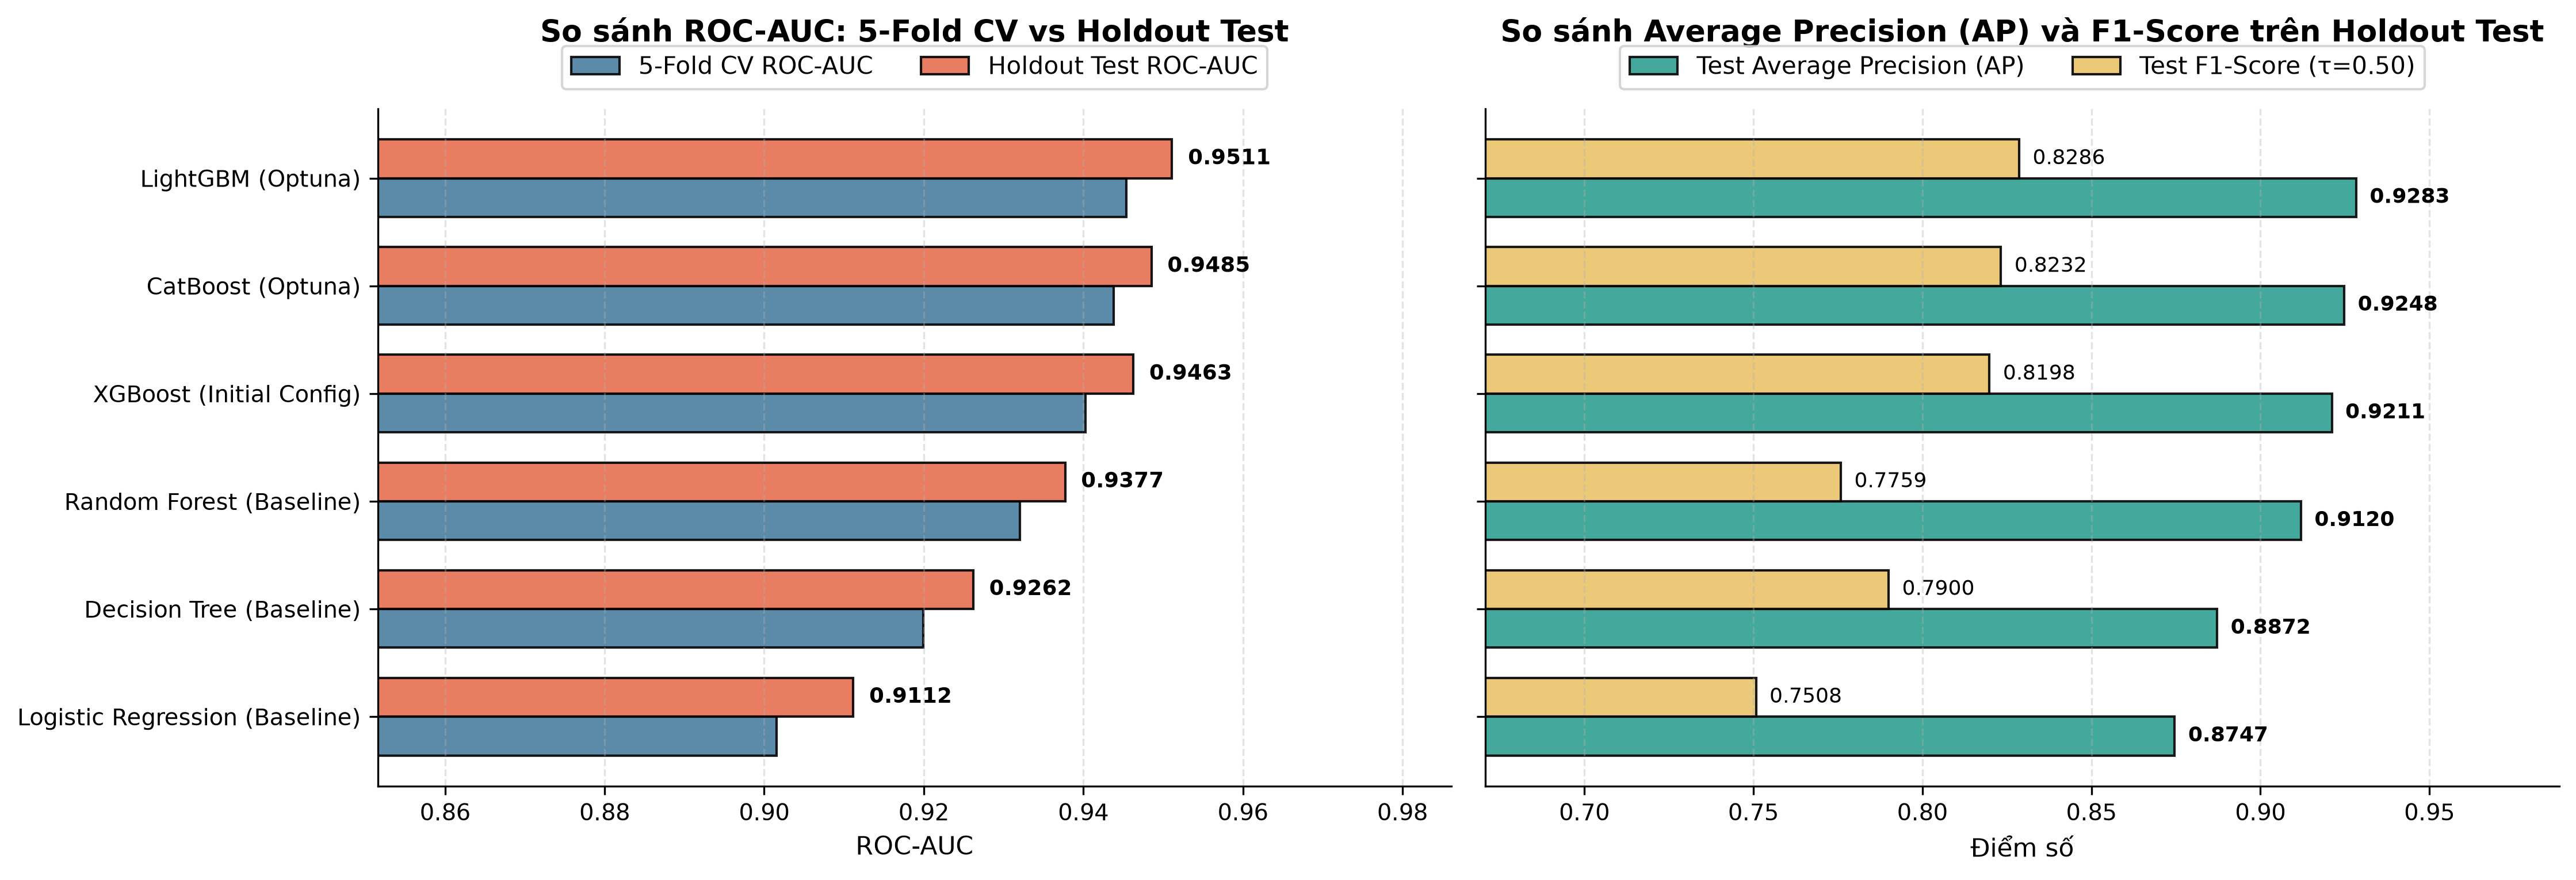 So sánh ROC-AUC: 5-Fold CV vs Holdout Test
5-Fold CV ROC-AUC
Holdout Test ROC-AUC
LightGBM (Optuna)
CatBoost (Optuna)
XGBoost (Initial Config)
Random Forest (Baseline)
Decision Tree (Baseline)
Logistic Regression (Baseline)
0.9511
0.9485
0.9463
0.9377
0.9262
0.9112
0.86 0.88 0.90 0.92 0.94 0.96 0.98
ROC-AUC
So sánh Average Precision (AP) và F1-Score trên Holdout Test
Test Average Precision (AP)
Test F1-Score (τ=0.50)
0.8286
0.9283
0.8232
0.9248
0.8198
0.9211
0.7759
0.9120
0.7900
0.8872
0.7508
0.8747
0.70 0.75 0.80 0.85 0.90 0.95
Điểm số